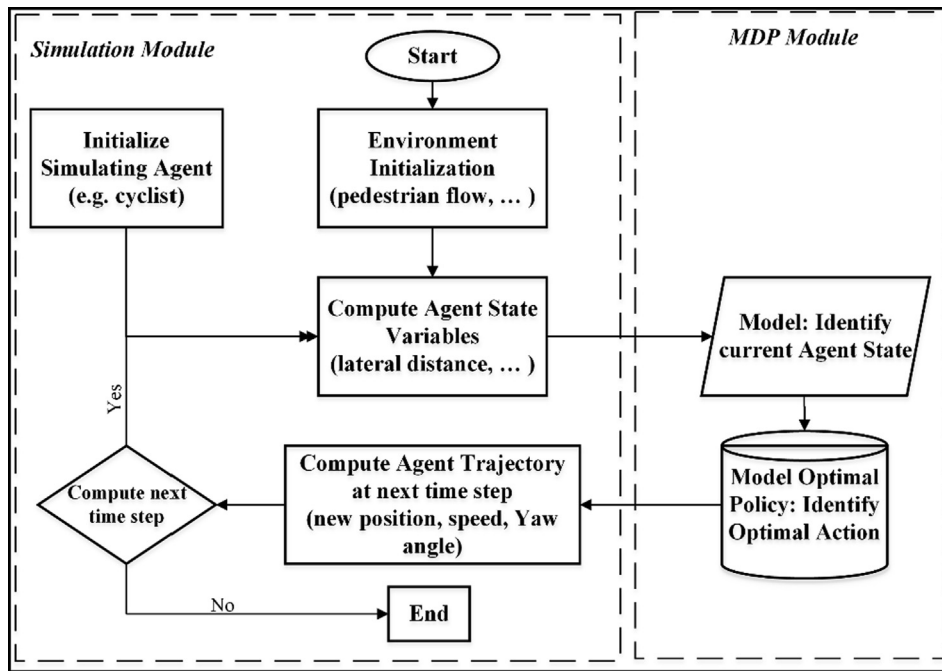 Simulation Module
MDP Module
Start
Initialize
Simulating Agent
(e.g. cyclist)
Environment
Initialization
(pedestrian flow, ... )
Compute Agent State
Variables
(lateral distance, ... )
Model: Identify
current Agent State
Yes
Compute next
time step
Compute Agent Trajectory
at next time step
(new position, speed, Yaw
angle)
Model Optimal
Policy: Identify
Optimal Action
No
End